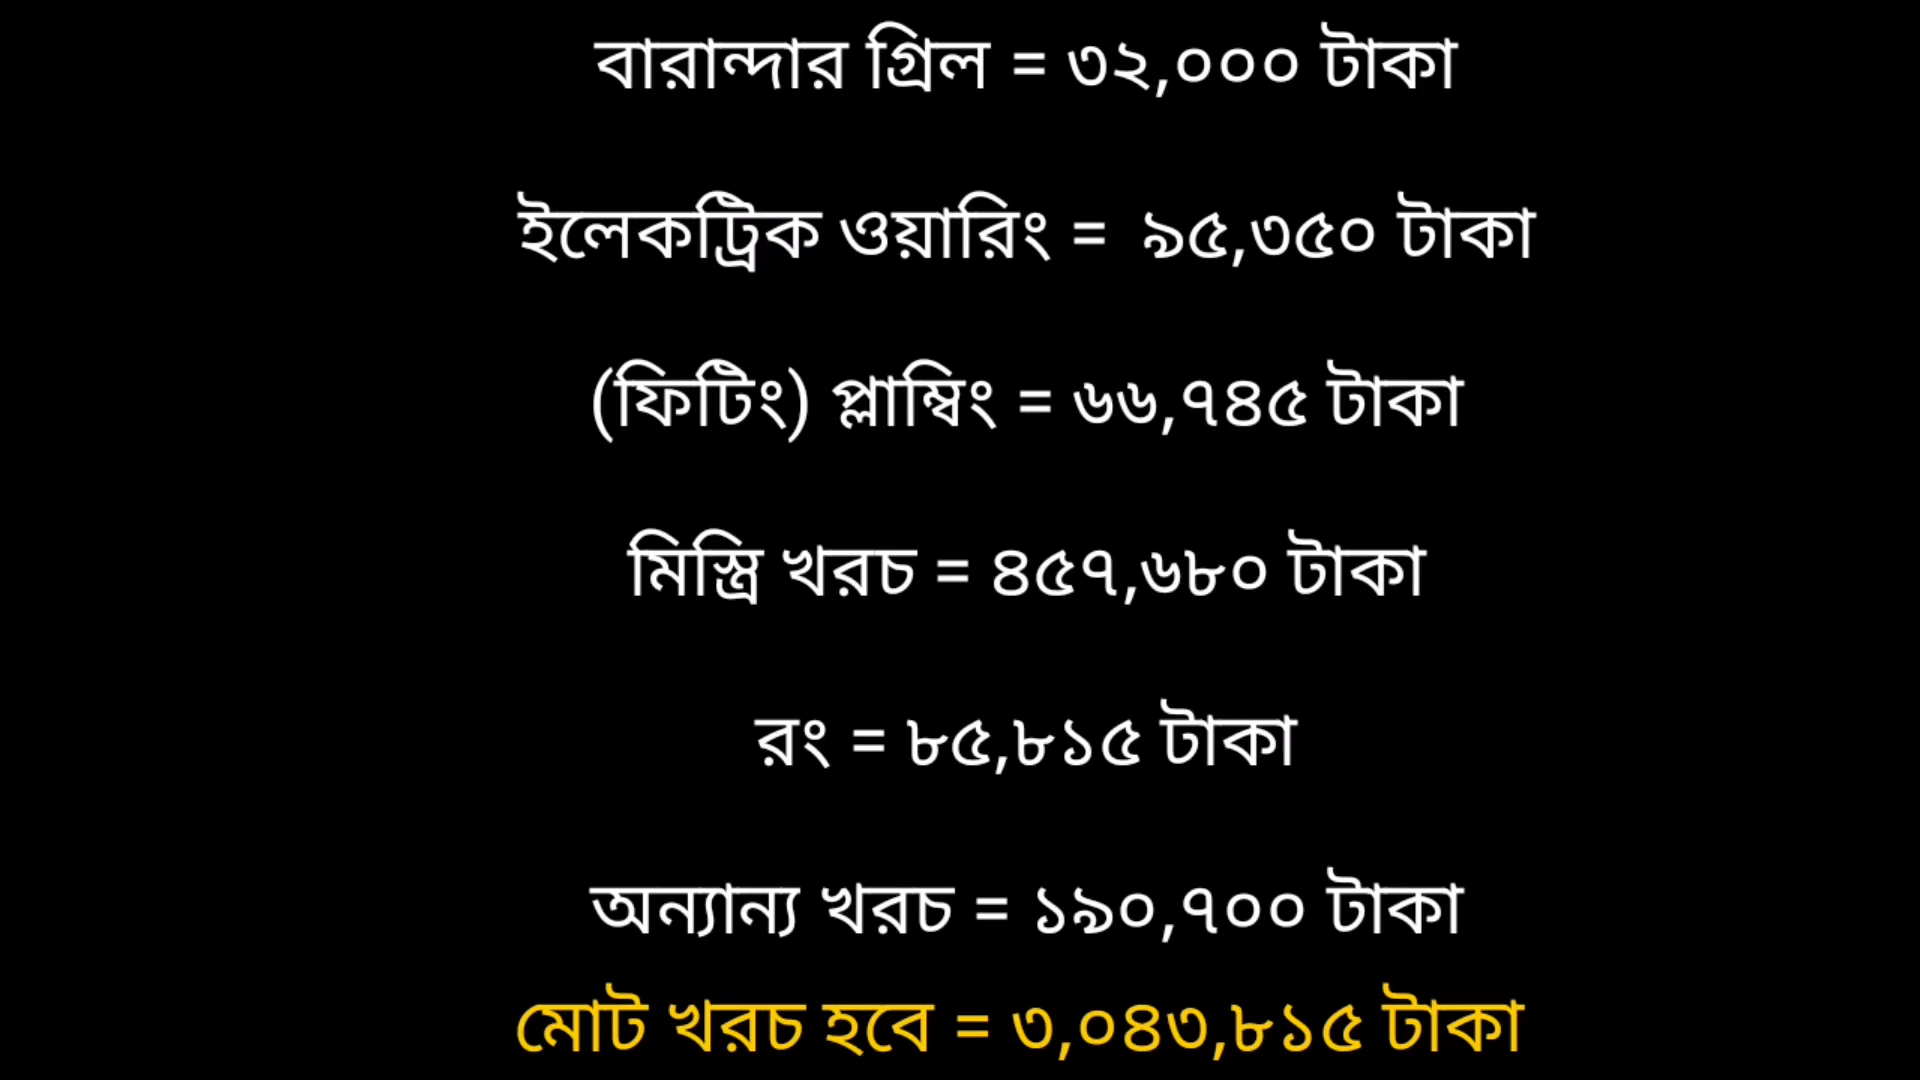 বারান্দার গ্রিল = ৩২,০০০ টাকা
ইলেকট্রিক ওয়ারিং = ৯৫,৩৫০ টাকা
(ফিটিং) প্লাম্বিং = ৬৬,৭৪৫ টাকা
মিস্ত্রি খরচ = ৪৫৭,৬৮০ টাকা
রং = ৮৫,৮১৫ টাকা
অন্যান্য খরচ = ১৯০,৭০০ টাকা
মোট খরচ হবে = ৩,০৪৩,৮১৫ টাকা